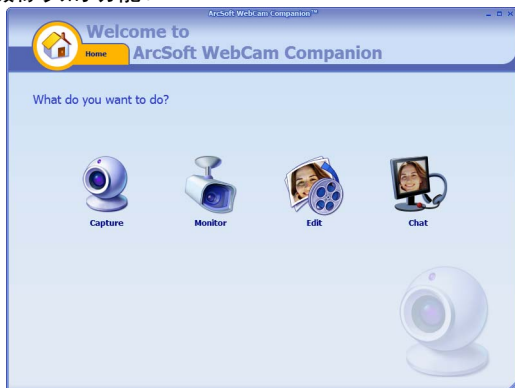 ArcSoft WebCam Companion™
Welcome to
Home
ArcSoft WebCam Companion
What do you want to do?
Capture Monitor Edit Chat